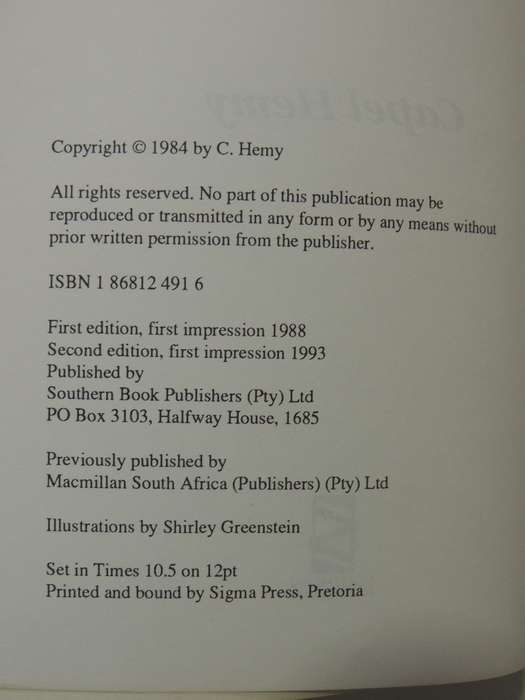 Copyright © 1984 by C. Hemy
All rights reserved. No part of this publication may be
reproduced or transmitted in any form or by any means without
prior written permission from the publisher.
ISBN 1 86812 491 6
First edition, first impression 1988
Second edition, first impression 1993
Published by
Southern Book Publishers (Pty) Ltd
PO Box 3103, Halfway House, 1685
Previously published by
Macmillan South Africa (Publishers) (Pty) Ltd
Illustrations by Shirley Greenstein
Set in Times 10.5 on 12pt
Printed and bound by Sigma Press, Pretoria